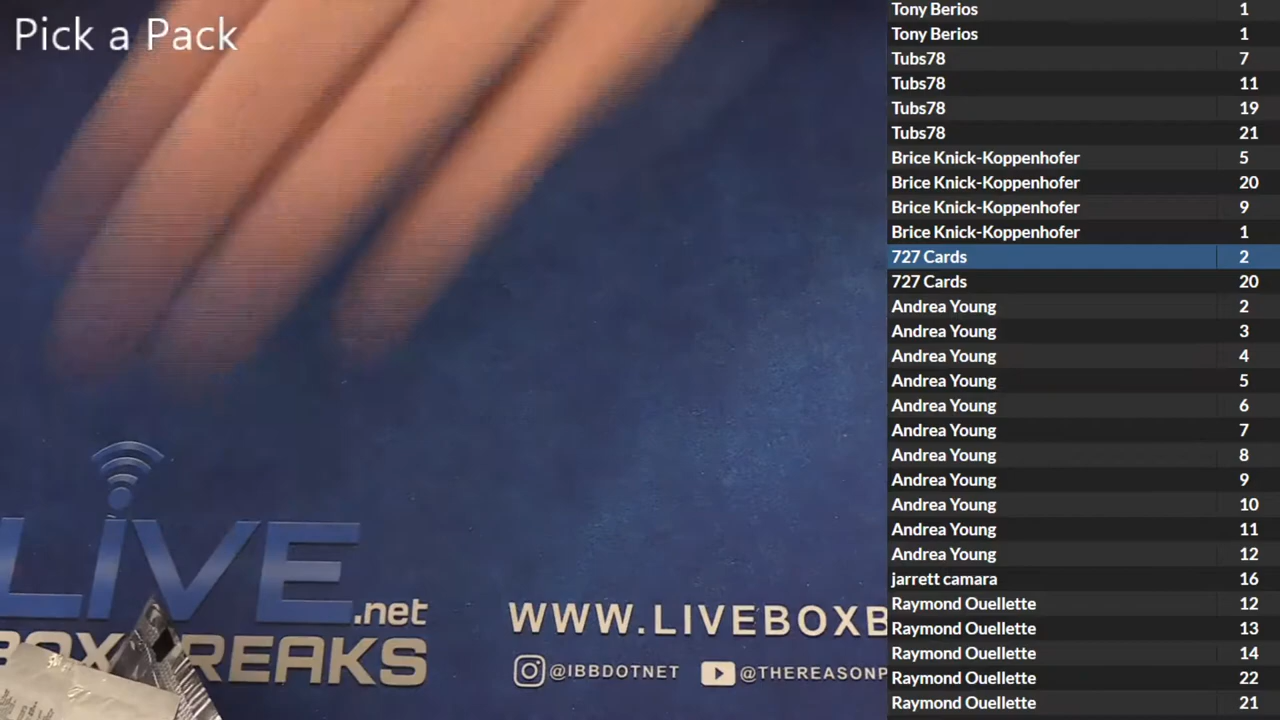 Pick a Pack
Tony Berios 1
Tony Berios 1
Tubs78 7
Tubs78 11
Tubs78 19
Tubs78 21
Brice Knick-Koppenhofer 5
Brice Knick-Koppenhofer 20
Brice Knick-Koppenhofer 9
Brice Knick-Koppenhofer 1
727 Cards 2
727 Cards 20
Andrea Young 2
Andrea Young 3
Andrea Young 4
Andrea Young 5
Andrea Young 6
Andrea Young 7
Andrea Young 8
Andrea Young 9
Andrea Young 10
Andrea Young 11
Andrea Young 12
jarrett camara 16
Raymond Ouellette 12
Raymond Ouellette 13
Raymond Ouellette 14
Raymond Ouellette 22
Raymond Ouellette 21
LIVE
.net
BREAKS
WWW.LIVEBOXB
@IBBDOTNET @THEREASONP